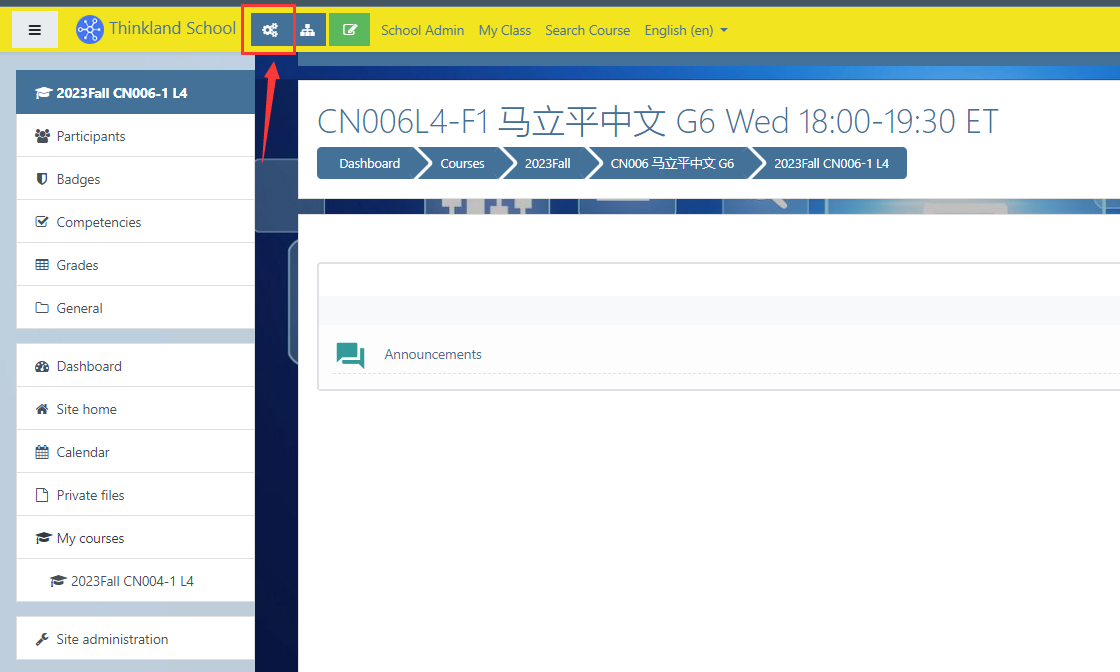 Thinkland School
School Admin My Class Search Course English (en)
2023Fall CN006-1 L4
Participants
Badges
Competencies
Grades
General
Dashboard
Site home
Calendar
Private files
My courses
2023Fall CN004-1 L4
Site administration
CN006L4-F1 马立平中文 G6 Wed 18:00-19:30 ET
Dashboard Courses 2023Fall CN006 马立平中文 G6 2023Fall CN006-1 L4
Announcements